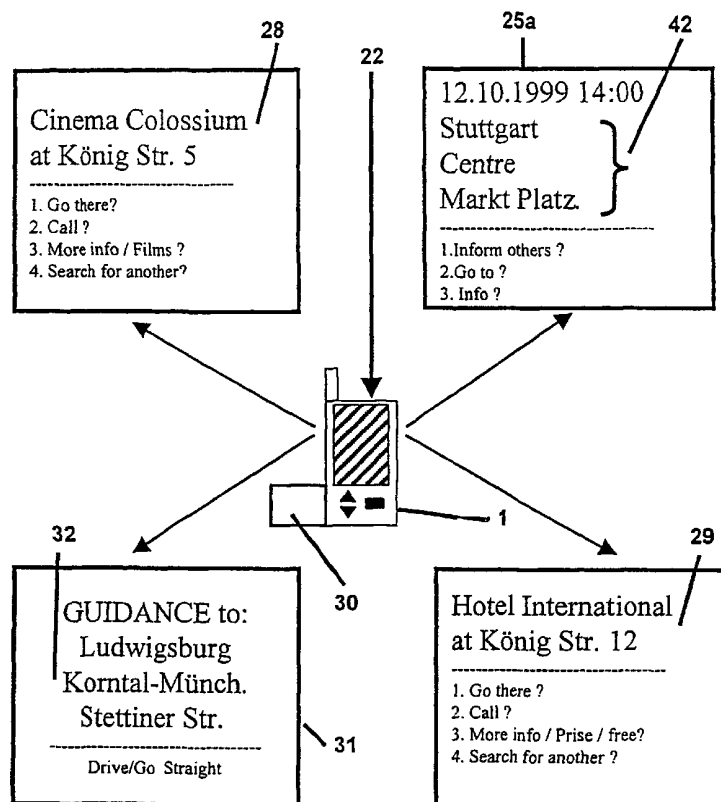 28
22
25a
42
Cinema Colossium
at König Str. 5
1. Go there?
2. Call ?
3. More info / Films ?
4. Search for another?
12.10.1999 14:00
Stuttgart
Centre
Markt Platz.
1.Inform others ?
2.Go to ?
3. Info ?
1
30
32
GUIDANCE to:
Ludwigsburg
Korntal-Münch.
Stettiner Str.
Drive/Go Straight
31
29
Hotel International
at König Str. 12
1. Go there ?
2. Call ?
3. More info / Prise / free?
4. Search for another ?